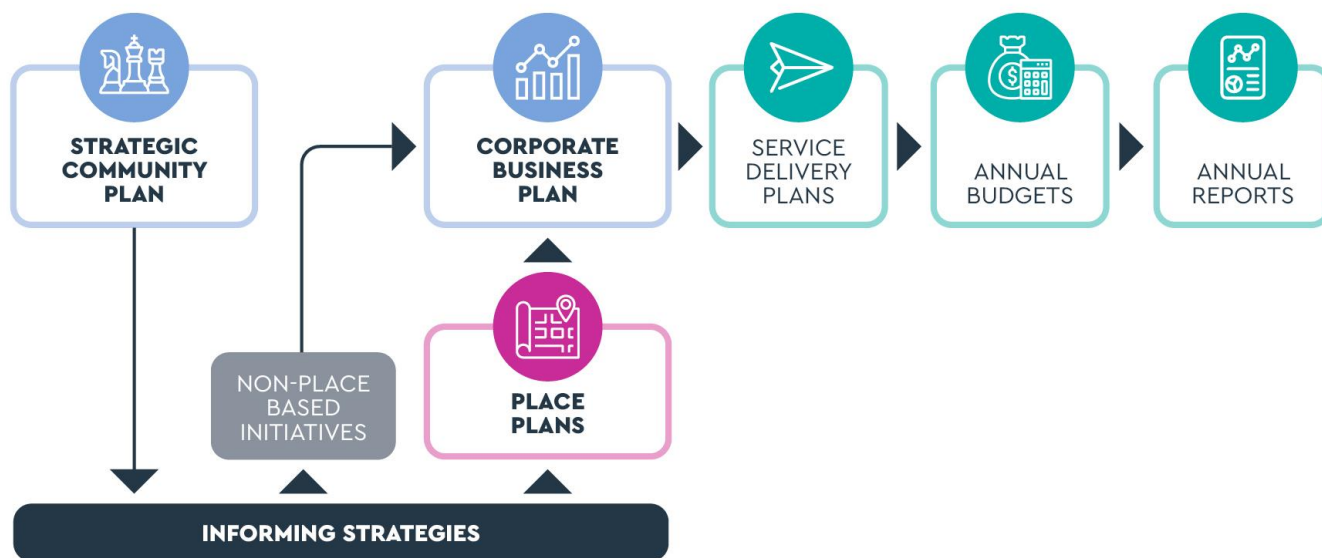 STRATEGIC
COMMUNITY
PLAN
CORPORATE
BUSINESS
PLAN
SERVICE
DELIVERY
PLANS
ANNUAL
BUDGETS
ANNUAL
REPORTS
NON-PLACE
BASED
INITIATIVES
PLACE
PLANS
INFORMING STRATEGIES